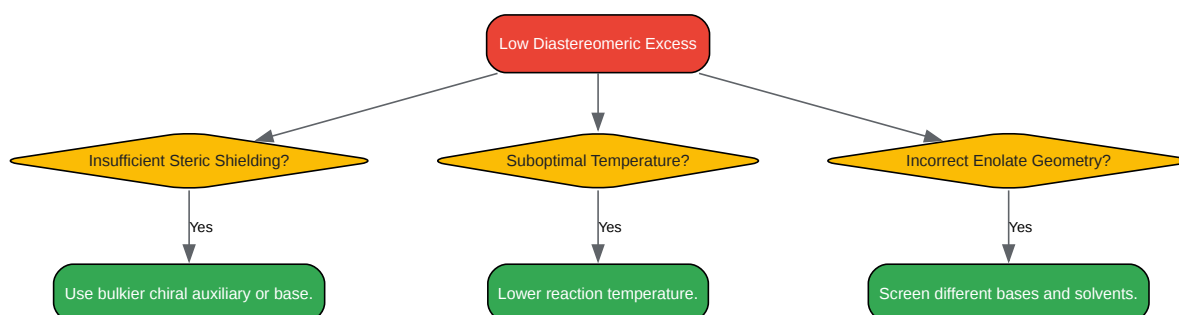 Low Diastereomeric Excess
Insufficient Steric Shielding?
Suboptimal Temperature?
Incorrect Enolate Geometry?
Yes
Yes
Yes
Use bulkier chiral auxiliary or base.
Lower reaction temperature.
Screen different bases and solvents.